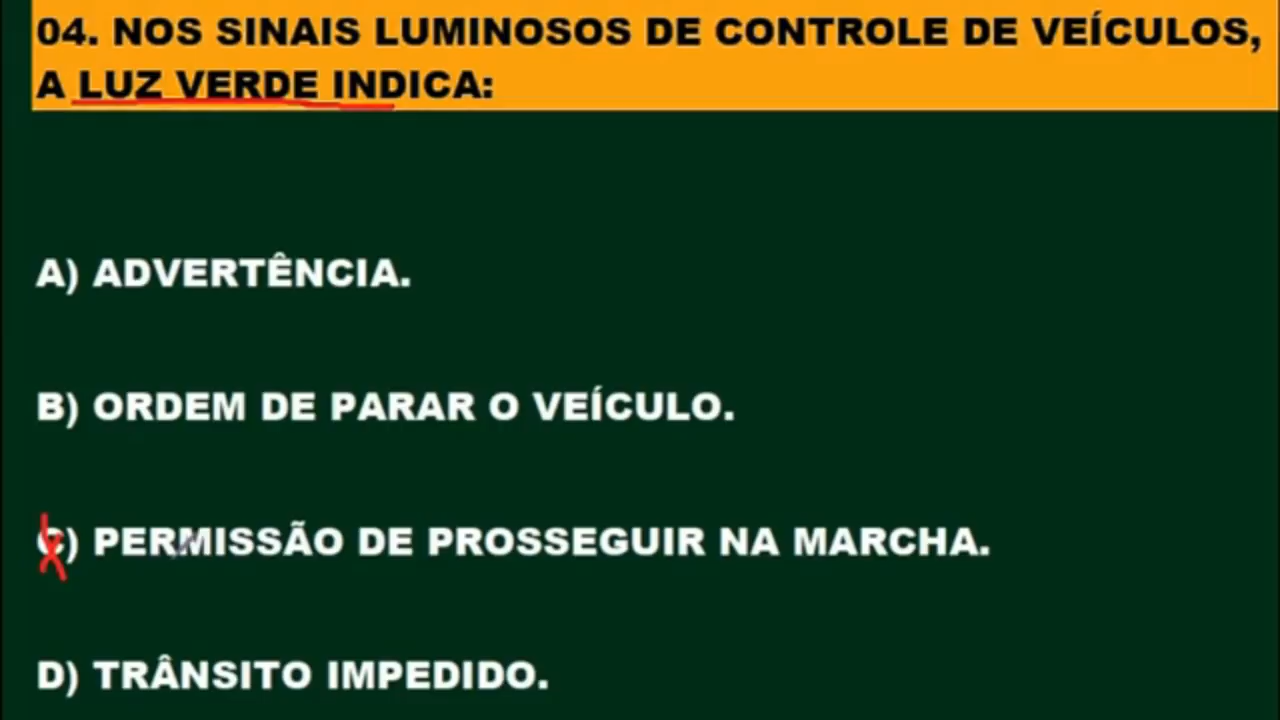 04. NOS SINAIS LUMINOSOS DE CONTROLE DE VEÍCULOS,
A LUZ VERDE INDICA:
A) ADVERTÊNCIA.
B) ORDEM DE PARAR O VEÍCULO.
C) PERMISSÃO DE PROSSEGUIR NA MARCHA.
D) TRÂNSITO IMPEDIDO.